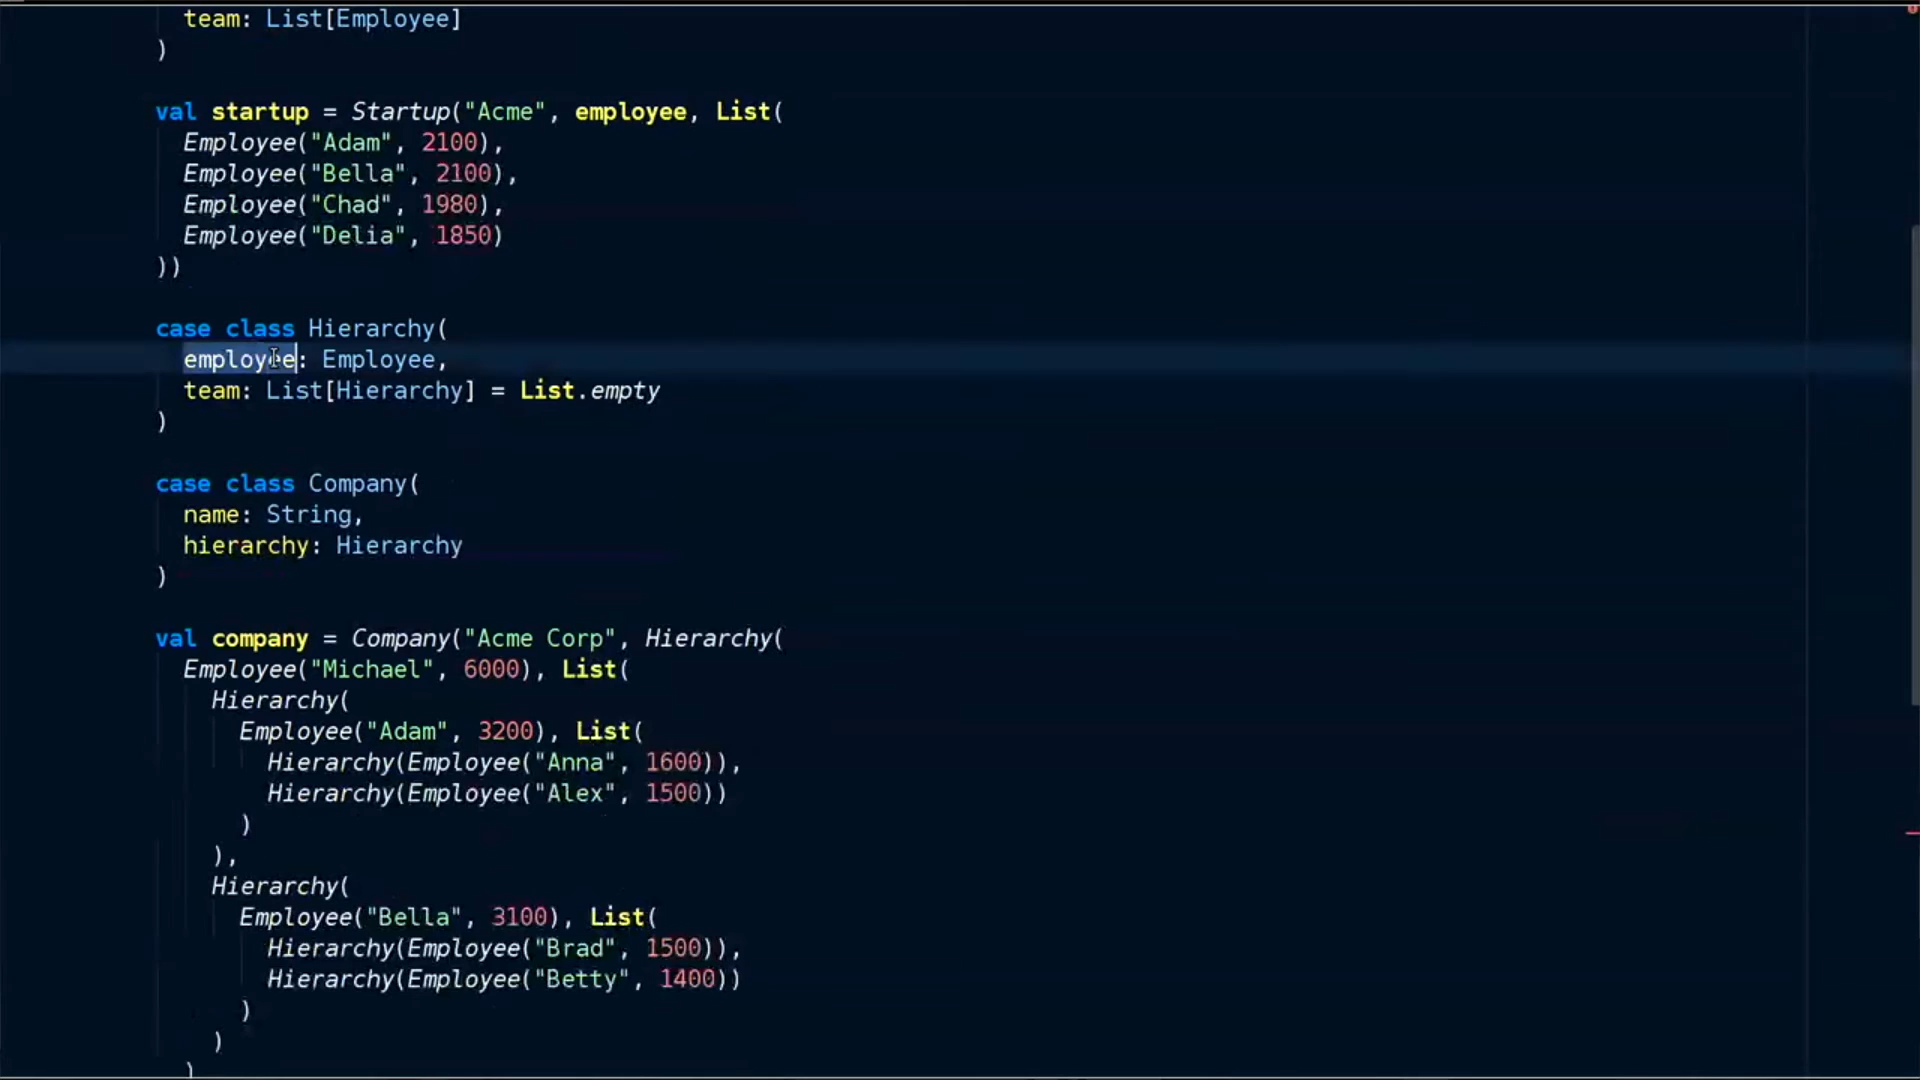 team: List[Employee]
)
val startup = Startup("Acme", employee, List(
Employee("Adam", 2100),
Employee("Bella", 2100),
Employee("Chad", 1980),
Employee("Delia", 1850)
))
case class Hierarchy(
employee: Employee,
team: List[Hierarchy] = List.empty
)
case class Company(
name: String,
hierarchy: Hierarchy
)
val company = Company("Acme Corp", Hierarchy(
Employee("Michael", 6000), List(
Hierarchy(
Employee("Adam", 3200), List(
Hierarchy(Employee("Anna", 1600)),
Hierarchy(Employee("Alex", 1500))
)
),
Hierarchy(
Employee("Bella", 3100), List(
Hierarchy(Employee("Brad", 1500)),
Hierarchy(Employee("Betty", 1400))
)
)
)